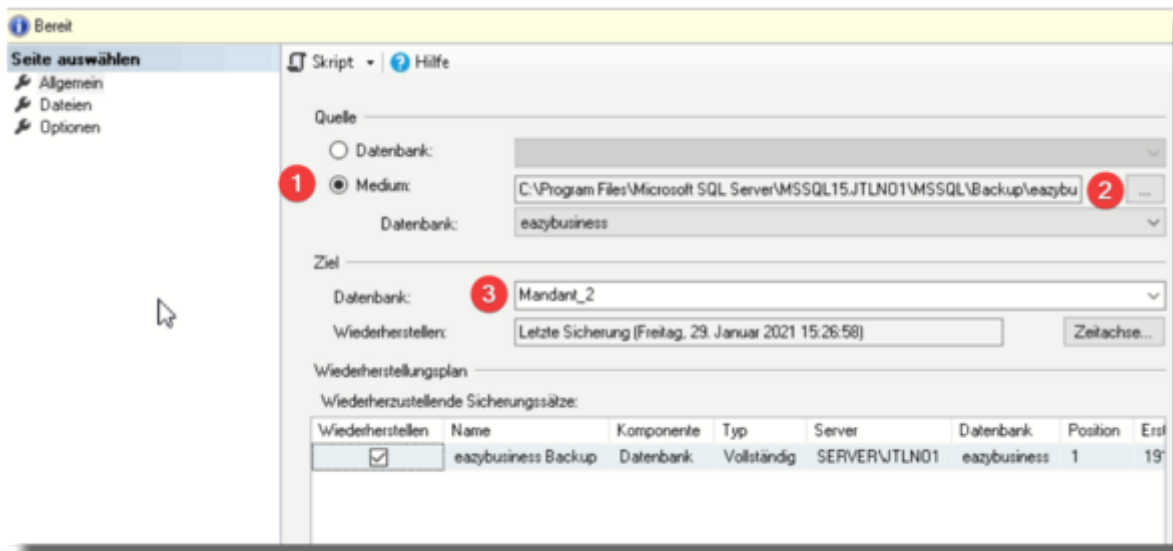 Bereit
Seite auswählen
Allgemein
Dateien
Optionen
Skript Hilfe
Quelle
Datenbank:
1 Medium: C:\Program Files\Microsoft SQL Server\MSSQL15.JTLN01\MSSQL\Backup\eazybu 2 ...
Datenbank: eazybusiness
Ziel
Datenbank: 3 Mandant_2
Wiederherstellen: Letzte Sicherung (Freitag, 29. Januar 2021 15:26:58) Zeitachse...
Wiederherstellungsplan
Wiederherzustellende Sicherungssätze:
Wiederherstellen Name Komponente Typ Server Datenbank Position
eazybusiness Backup Datenbank Vollständig SERVER\JTLN01 eazybusiness 1